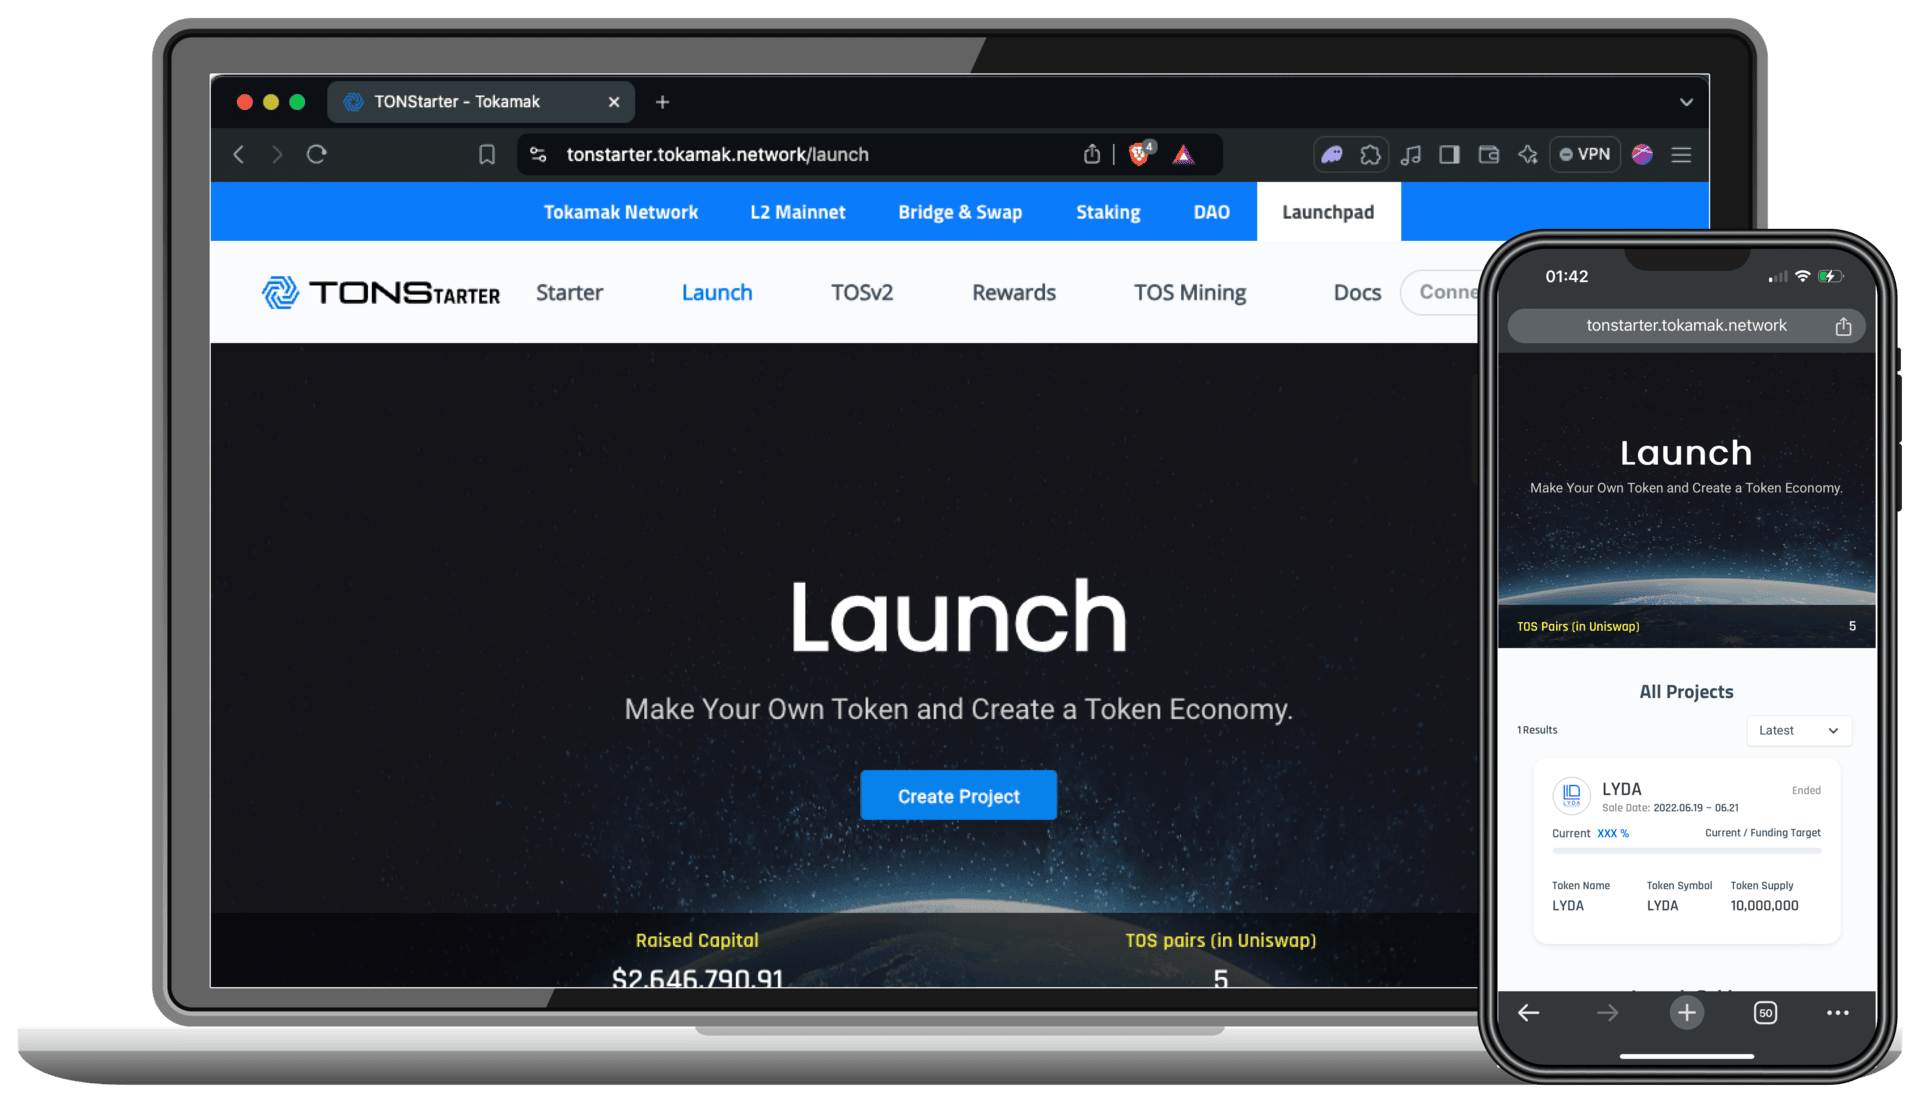 TONStarter - Tokamak
tonstarter.tokamak.network/launch
4
VPN
Tokamak Network L2 Mainnet Bridge & Swap Staking DAO Launchpad
TONSTARTER Starter Launch TOSv2 Rewards TOS Mining Docs Conne
Launch
Make Your Own Token and Create a Token Economy.
Create Project
Raised Capital TOS pairs (in Uniswap)
$2,646,790.91 5
01:42
tonstarter.tokamak.network
Launch
Make Your Own Token and Create a Token Economy.
TOS Pairs (in Uniswap) 5
All Projects
1 Results Latest
LYDA
LYDA Ended
Sale Date: 2022.06.19 ~ 06.21
Current XXX % Current / Funding Target
Token Name Token Symbol Token Supply
LYDA LYDA 10,000,000
50